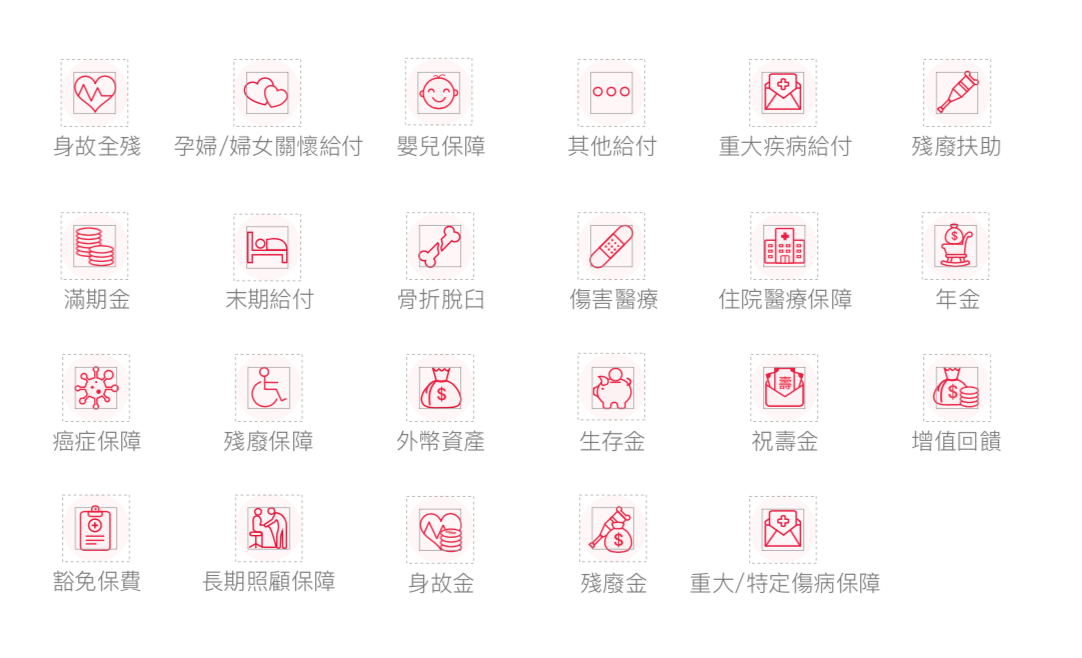 身故全殘
孕婦/婦女關懷給付
嬰兒保障
其他給付
重大疾病給付
殘廢扶助
$
滿期金
末期給付
骨折脫臼
傷害醫療
住院醫療保障
年金
$
壽
$
癌症保障
殘廢保障
外幣資產
生存金
祝壽金
增值回饋
$
豁免保費
長期照顧保障
身故金
殘廢金
重大/特定傷病保障